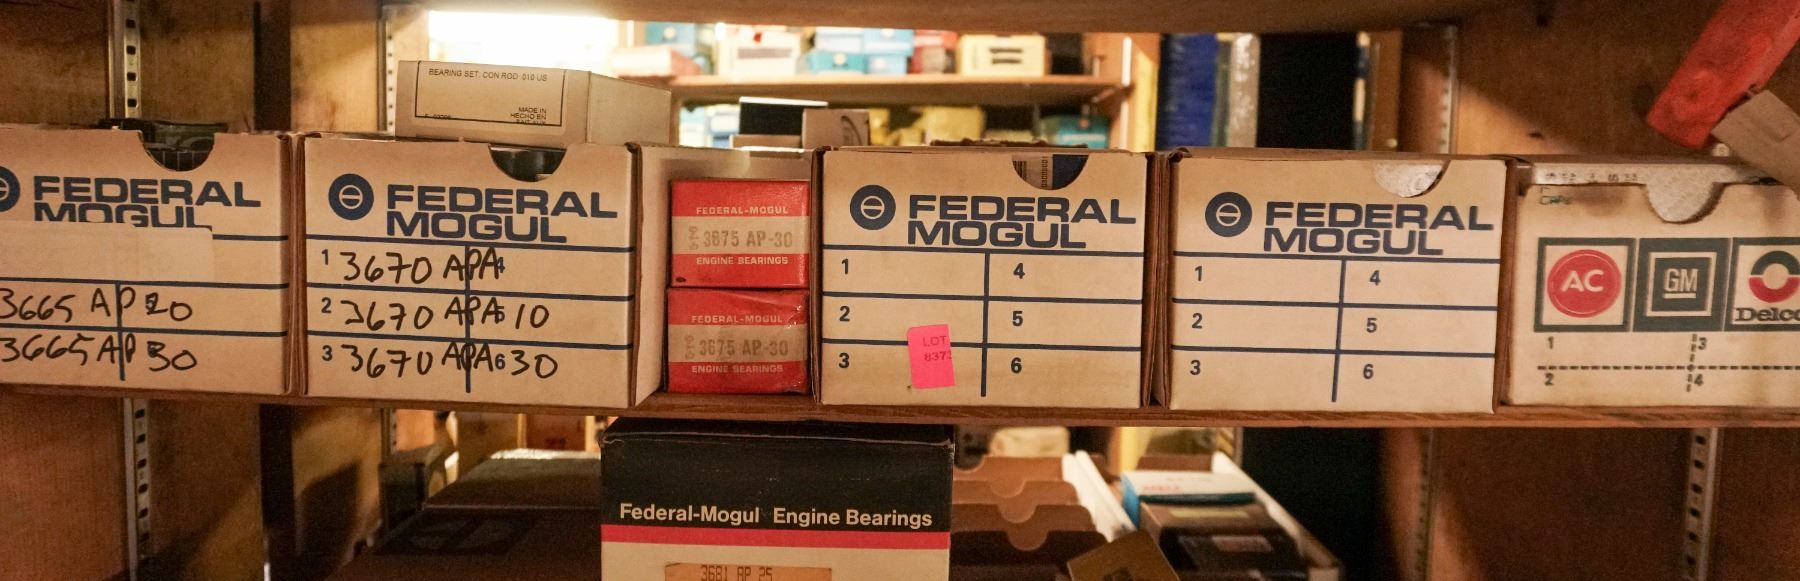 BEARING SET, CON ROD .010 US
MADE IN
HECHO EN
FEDERAL
MOGUL
3665 AP 20
3665 AP 30
FEDERAL
MOGUL
1 3670 APA 4
2 3670 APA 5 10
3 3670 APA 6 30
FEDERAL-MOGUL
3675 AP-30
ENGINE BEARINGS
FEDERAL-MOGUL
3675 AP-30
ENGINE BEARINGS
FEDERAL
MOGUL
1 4
2 5
3 6
LOT
8373
FEDERAL
MOGUL
1 4
2 5
3 6
AC GM Delco
1 3
2 4
Federal-Mogul Engine Bearings
3681 AP 25